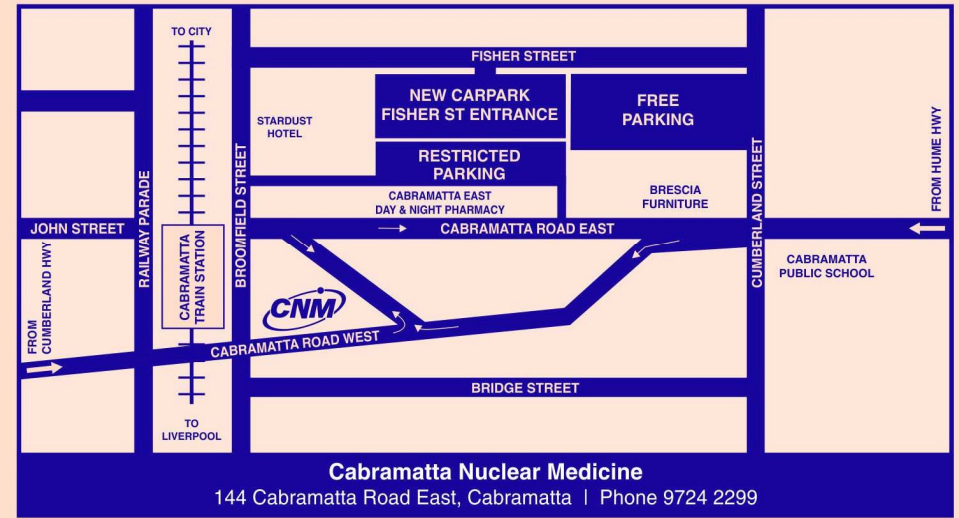 TO CITY
FISHER STREET
NEW CARPARK
FISHER ST ENTRANCE
FREE
PARKING
STARDUST
HOTEL
RESTRICTED
PARKING
CABRAMATTA EAST
DAY & NIGHT PHARMACY
BRESCIA
FURNITURE
FROM HUME HWY
RAILWAY PARADE
BROOMFIELD STREET
CUMBERLAND STREET
JOHN STREET
CABRAMATTA ROAD EAST
CABRAMATTA
TRAIN STATION
CABRAMATTA
PUBLIC SCHOOL
FROM
CUMBERLAND HWY
CNM
CABRAMATTA ROAD WEST
BRIDGE STREET
TO
LIVERPOOL
Cabramatta Nuclear Medicine
144 Cabramatta Road East, Cabramatta | Phone 9724 2299